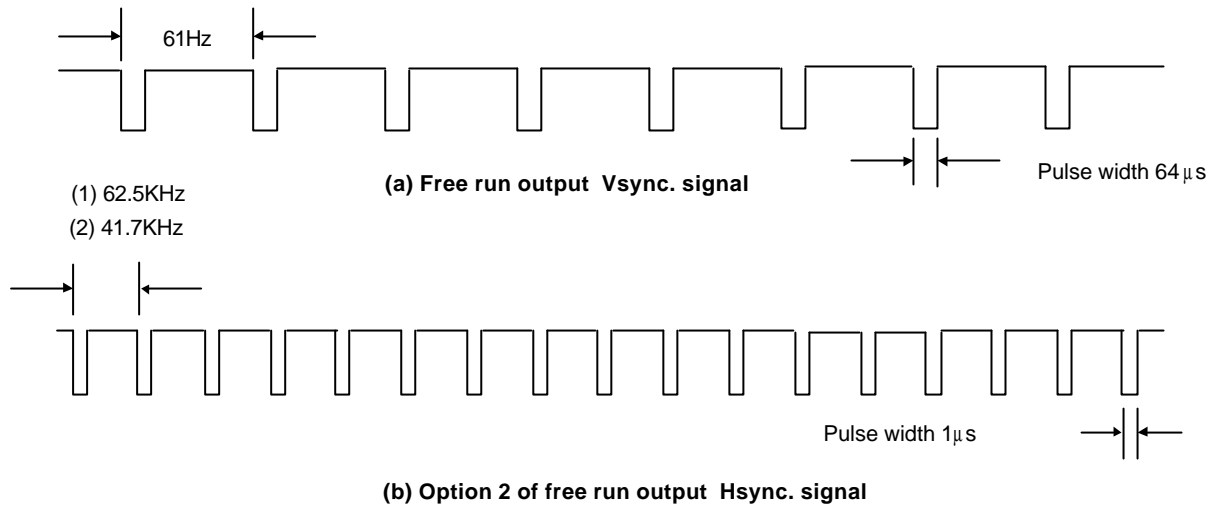 61Hz
(a) Free run output Vsync. signal
Pulse width 64μs
(1) 62.5KHz
(2) 41.7KHz
Pulse width 1μs
(b) Option 2 of free run output Hsync. signal